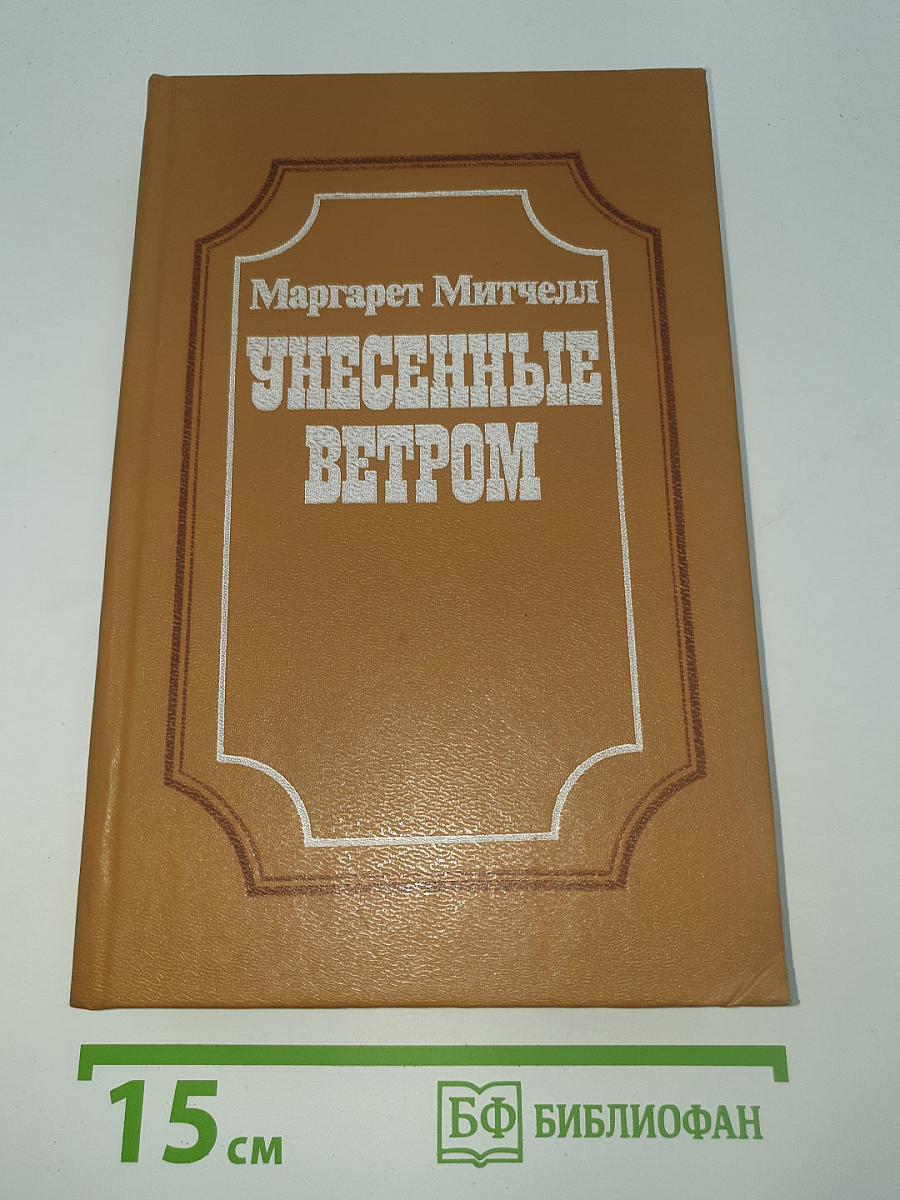 Маргарет Митчелл
УНЕСЕННЫЕ
ВЕТРОМ
15 см
БФ БИБЛИОФАН